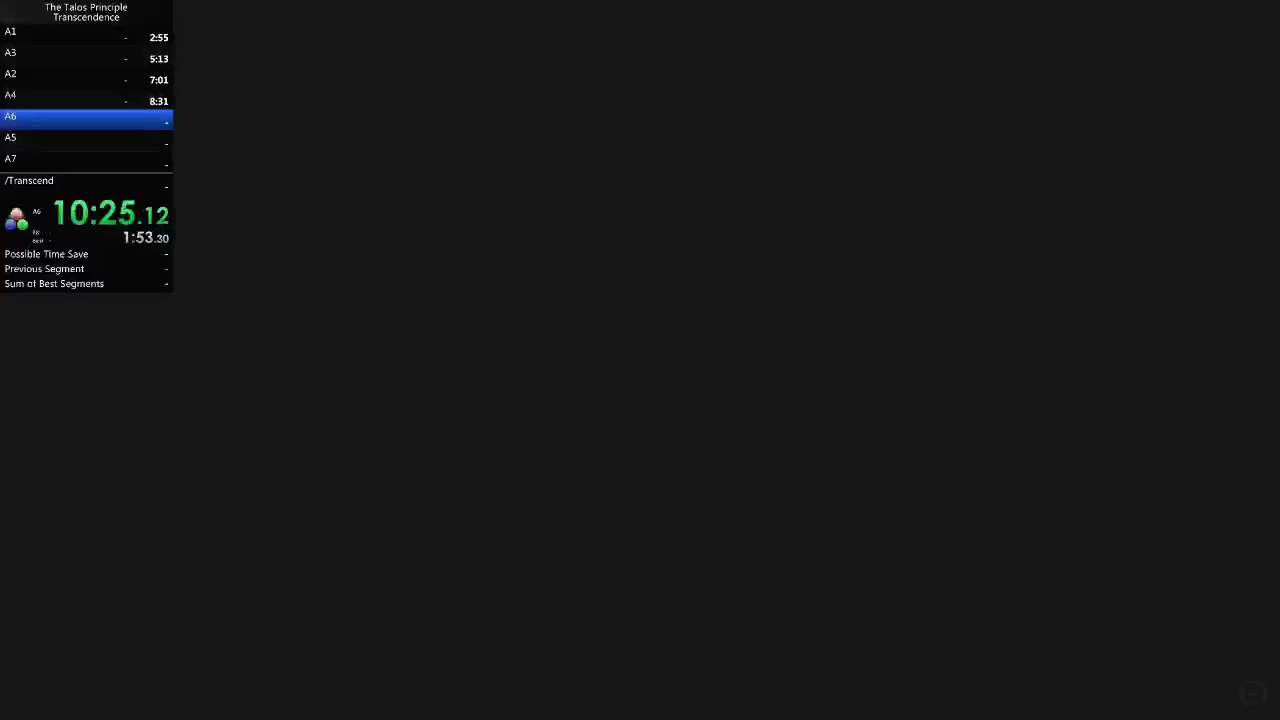 The Talos Principle
Transcendence
A1 - 2:55
A3 - 5:13
A2 - 7:01
A4 - 8:31
A6 -
A5 -
A7 -
/Transcend -
A6 10:25.12
1:53.30
Possible Time Save -
Previous Segment -
Sum of Best Segments -